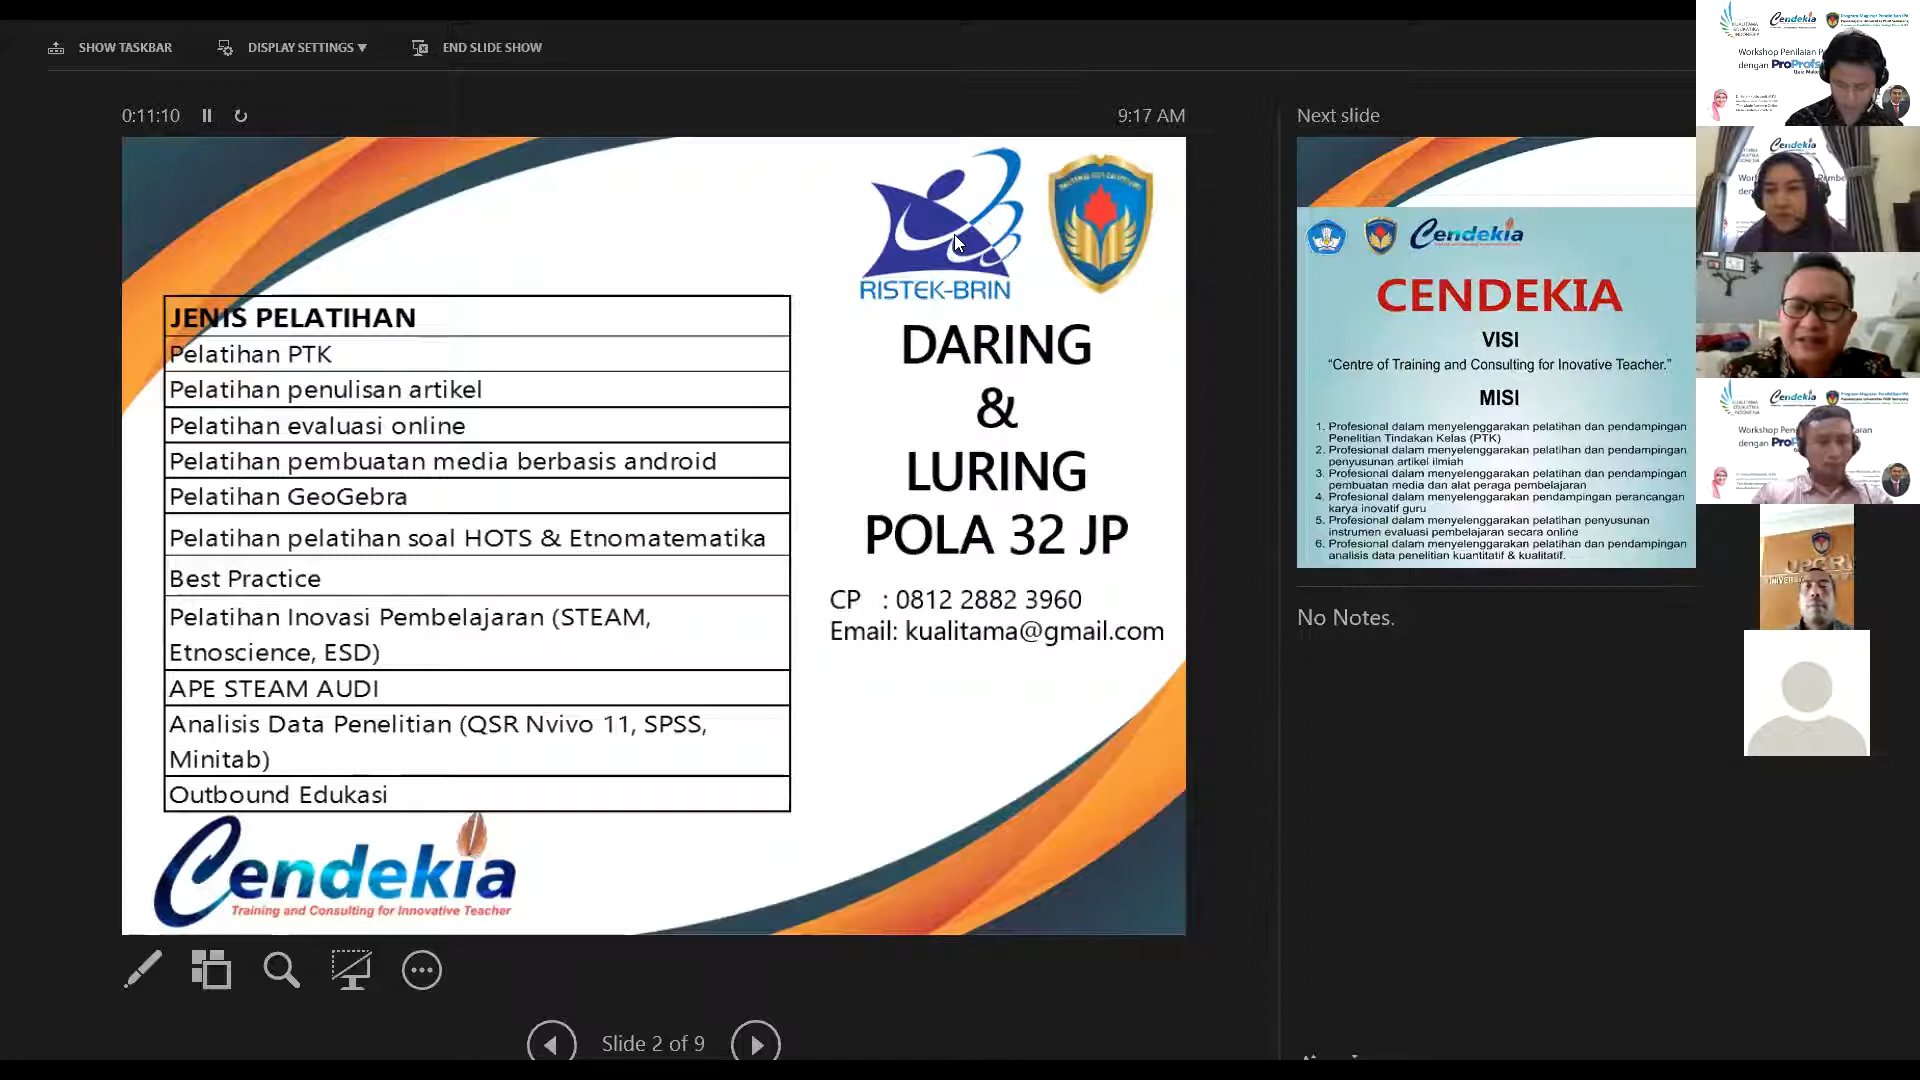 SHOW TASKBAR
DISPLAY SETTINGS ▼
END SLIDE SHOW
0:11:10
9:17 AM
Next slide
RISTEK-BRIN
JENIS PELATIHAN
Pelatihan PTK
Pelatihan penulisan artikel
Pelatihan evaluasi online
Pelatihan pembuatan media berbasis android
Pelatihan GeoGebra
Pelatihan pelatihan soal HOTS & Etnomatematika
Best Practice
Pelatihan Inovasi Pembelajaran (STEAM,
Etnoscience, ESD)
APE STEAM AUDI
Analisis Data Penelitian (QSR Nvivo 11, SPSS,
Minitab)
Outbound Edukasi
DARING
&
LURING
POLA 32 JP
CP : 0812 2882 3960
Email: kualitama@gmail.com
Cendekia
Training and Consulting for Innovative Teacher
Slide 2 of 9
Cendekia
CENDEKIA
VISI
“Centre of Training and Consulting for Inovative Teacher.”
MISI
1. Profesional dalam menyelenggarakan pelatihan dan pendampingan
Penelitian Tindakan Kelas (PTK)
2. Profesional dalam menyelenggarakan pelatihan dan pendampingan
penyusunan artikel ilmiah
3. Profesional dalam menyelenggarakan pelatihan dan pendampingan
pembuatan media dan alat peraga pembelajaran
4. Profesional dalam menyelenggarakan pendampingan perancangan
karya inovatif guru
5. Profesional dalam menyelenggarakan pelatihan penyusunan
instrumen evaluasi pembelajaran secara online
6. Profesional dalam menyelenggarakan pelatihan dan pendampingan
analisis data penelitian kuantitatif & kualitatif.
No Notes.
Cendekia
Workshop Penilaian
dengan ProProfs
Cendekia
Cendekia
Workshop
dengan